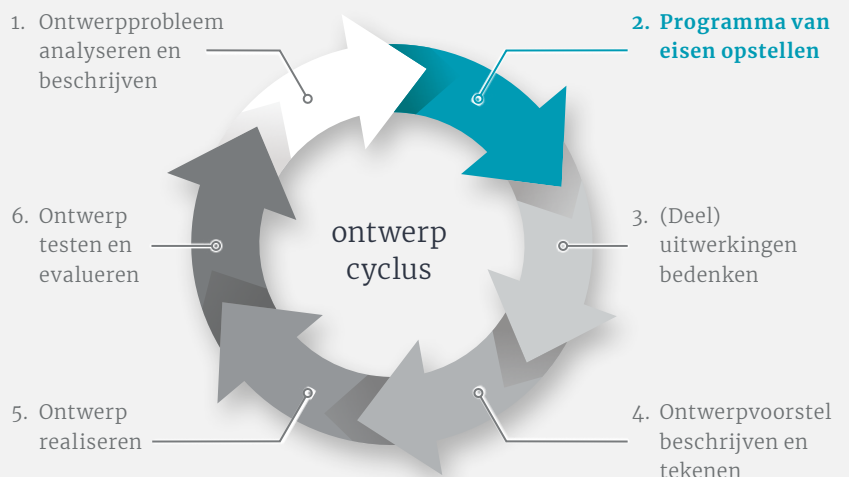 1. Ontwerpprobleem
analyseren en
beschrijven
2. Programma van
eisen opstellen
3. (Deel)
uitwerkingen
bedenken
4. Ontwerpvoorstel
beschrijven en
tekenen
5. Ontwerp
realiseren
6. Ontwerp
testen en
evalueren
ontwerp
cyclus